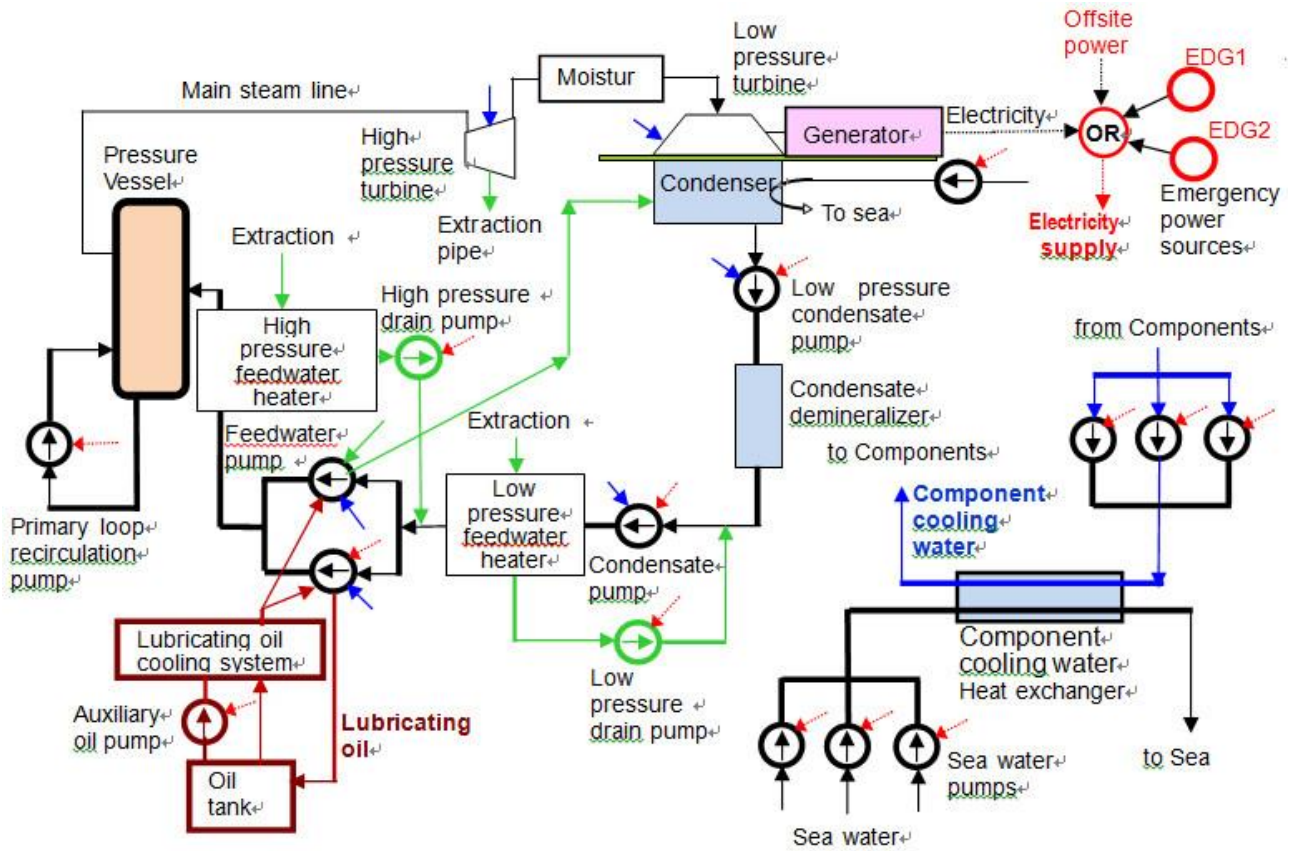 Offsite
power
EDG1
Low
pressure
turbine
Moistur
Main steam line
Electricity
Generator
OR
EDG2
High
pressure
turbine
Pressure
Vessel
Condenser
To sea
Electricity
supply
Emergency
power
sources
Extraction
Extraction
pipe
High pressure
drain pump
Low pressure
condensate
pump
from Components
High
pressure
feedwater
heater
Condensate
demineralizer
Extraction
Feedwater
pump
to Components
Low
pressure
feedwater
heater
Component
cooling
water
Primary loop
recirculation
pump
Condensate
pump
Lubricating oil
cooling system
Component
cooling water
Heat exchanger
Low
pressure
drain pump
Auxiliary
oil pump
Lubricating
oil
to Sea
Oil
tank
Sea water
pumps
Sea water